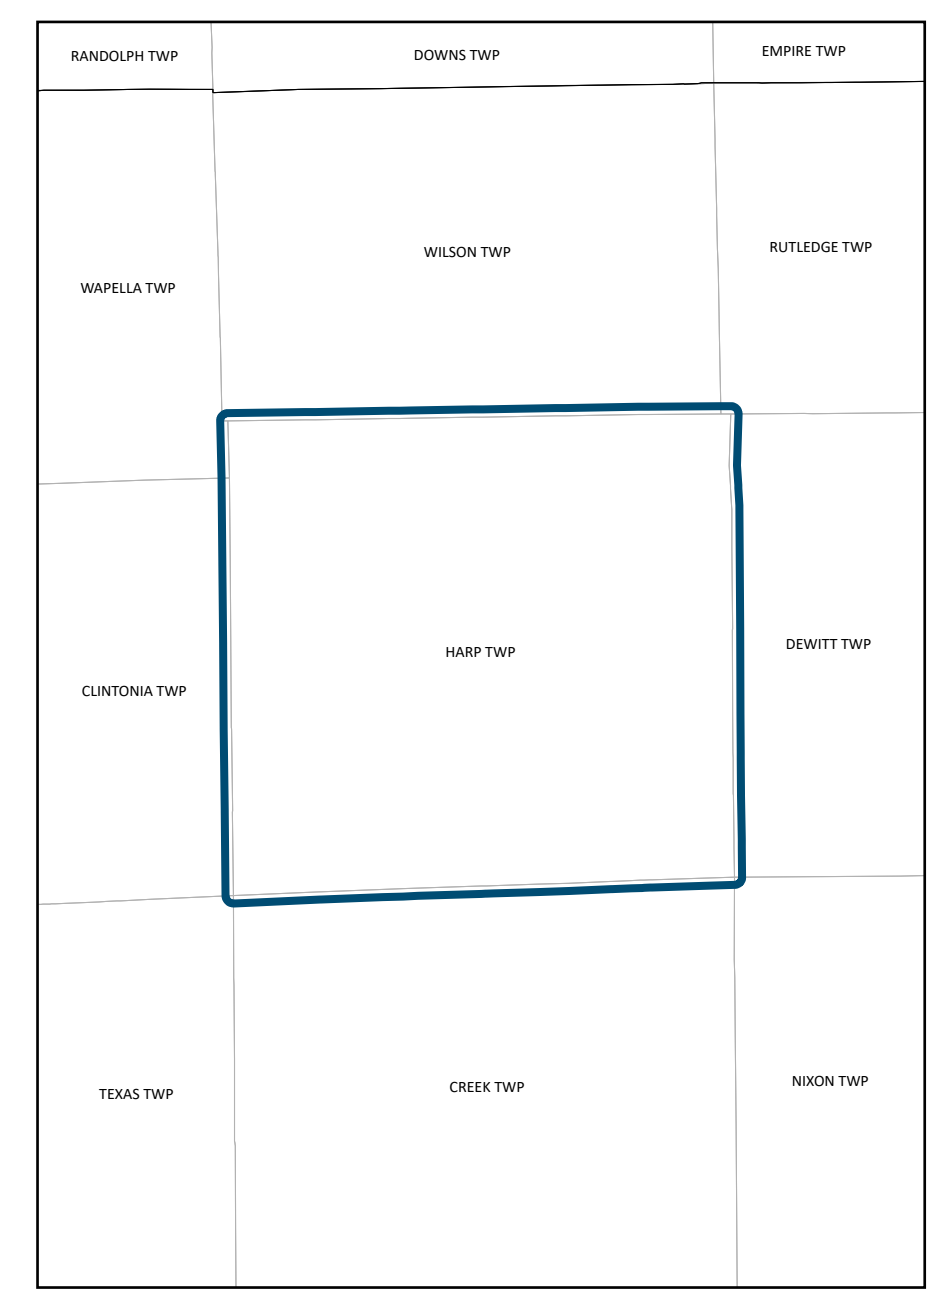 RANDOLPH TWP
DOWNS TWP
EMPIRE TWP
WAPELLA TWP
WILSON TWP
RUTLEDGE TWP
CLINTONIA TWP
HARP TWP
DEWITT TWP
TEXAS TWP
CREEK TWP
NIXON TWP